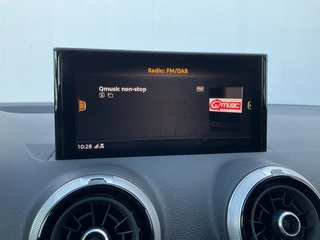 Radio: FM/DAB
Qmusic non-stop
QMUSIC
10:28